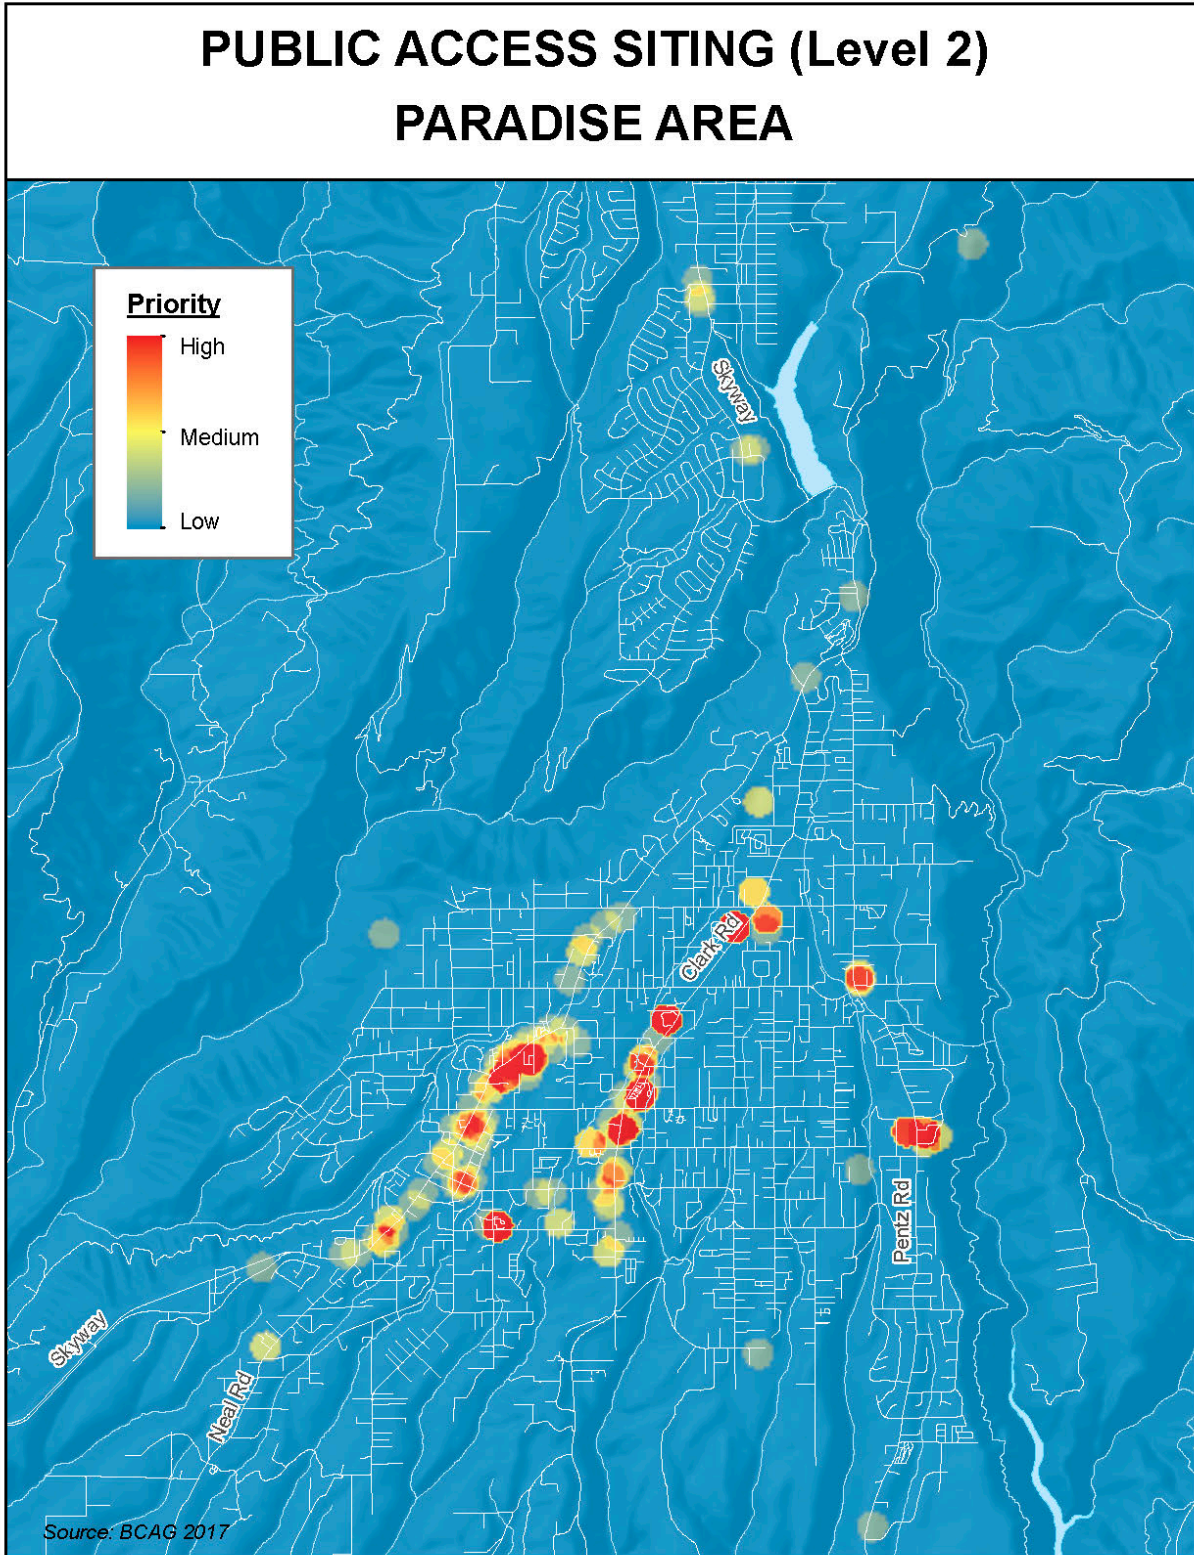 PUBLIC ACCESS SITING (Level 2)
PARADISE AREA
Priority
High
Medium
Low
Skyway
Clark Rd
Pentz Rd
Skyway
Neal Rd
Source: BCAG 2017